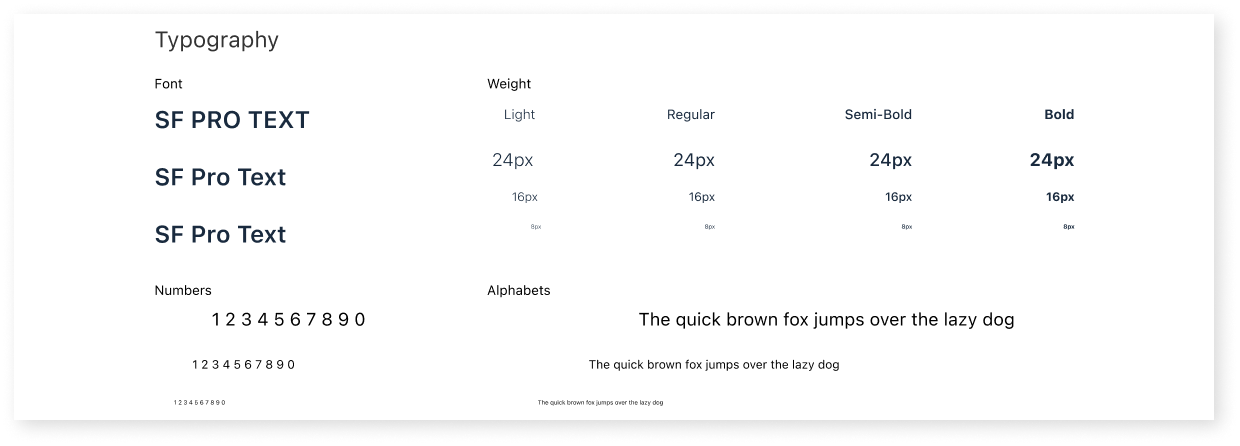 Typography
Font
SF PRO TEXT
SF Pro Text
SF Pro Text
Weight
Light Regular Semi-Bold Bold
24px 24px 24px 24px
16px 16px 16px 16px
8px 8px 8px 8px
Numbers
1 2 3 4 5 6 7 8 9 0
1 2 3 4 5 6 7 8 9 0
1 2 3 4 5 6 7 8 9 0
Alphabets
The quick brown fox jumps over the lazy dog
The quick brown fox jumps over the lazy dog
The quick brown fox jumps over the lazy dog